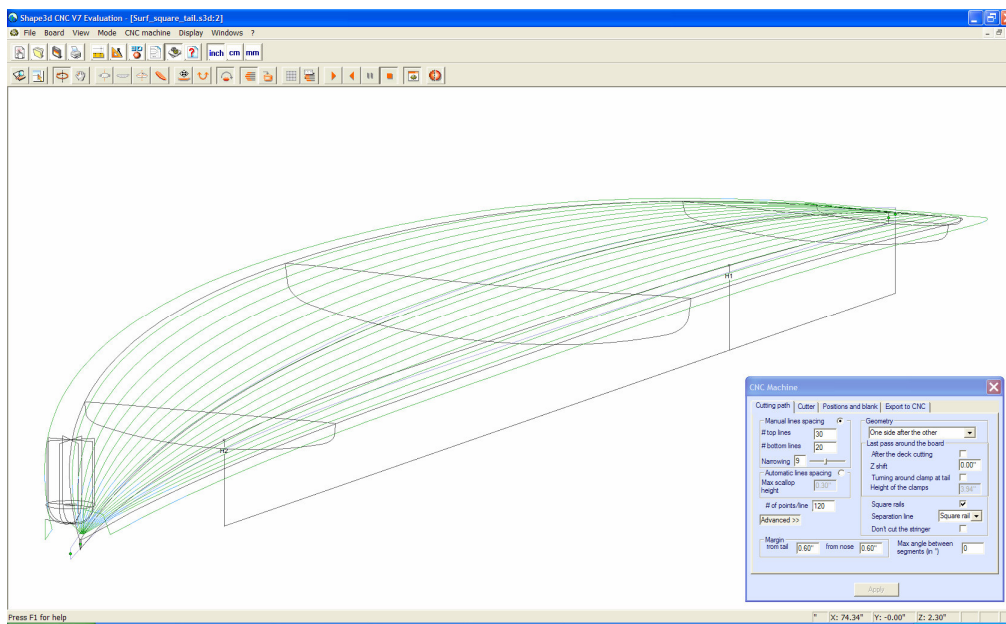 Shape3d CNC V7 Evaluation - [Surf_square_tail.s3d:2]
File Board View Mode CNC machine Display Windows ?
inch cm mm
H1
H2
CNC Machine
Cutting path Cutter Positions and blank Export to CNC
Manual lines spacing
# top lines 30
# bottom lines 20
Narrowing 9
Automatic lines spacing
Max scallop height 0.30"
# of points/line 120
Advanced >>
Geometry
One side after the other
Last pass around the board
After the deck cutting
Z shift 0.00"
Turning around clamp at tail
Height of the clamps 3.94"
Square rails
Separation line Square rail
Don't cut the stringer
Margin
from tail 0.60" from nose 0.60"
Max angle between segments (in °) 0
Apply
Press F1 for help
" X: 74.34" Y: -0.00" Z: 2.30"